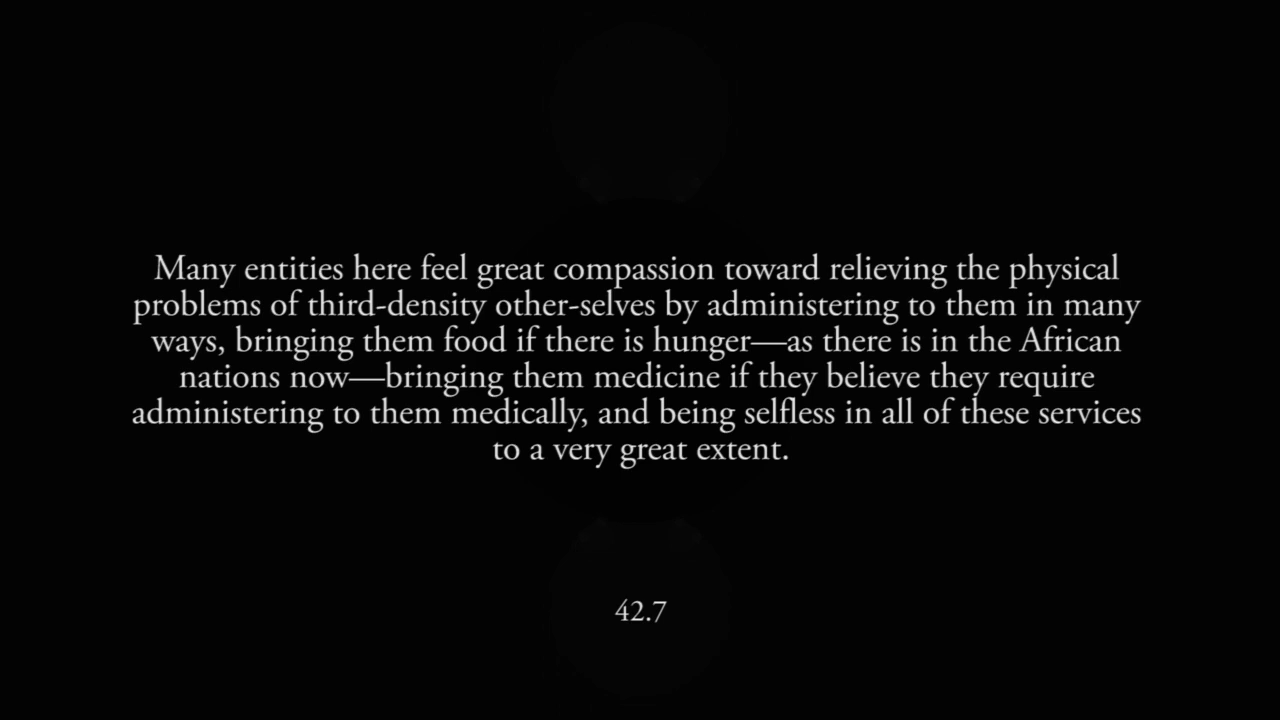 Many entities here feel great compassion toward relieving the physical
problems of third-density other-selves by administering to them in many
ways, bringing them food if there is hunger—as there is in the African
nations now—bringing them medicine if they believe they require
administering to them medically, and being selfless in all of these services
to a very great extent.
42.7